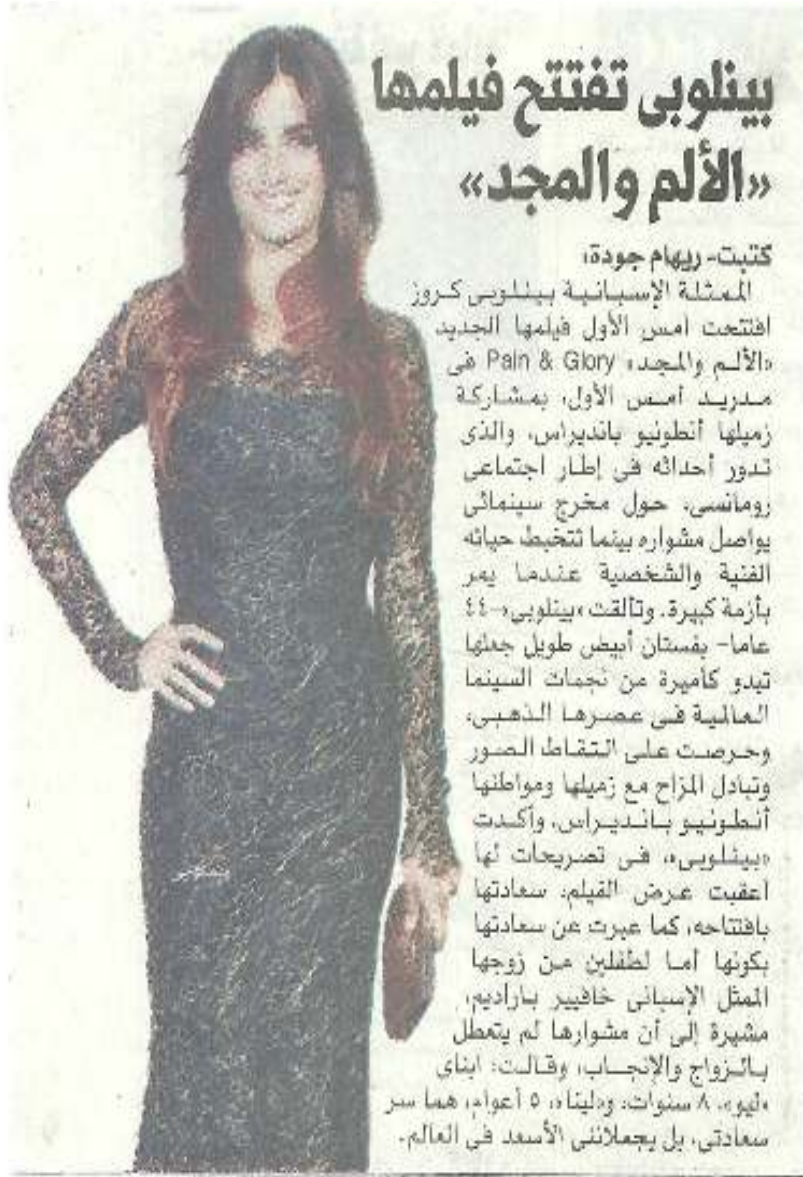 بينلوبى تفتتح فيلمها
«الألم والمجد»
كتبت- ريهام جودة:
الممثلة الإسبانية بينلوبى كروز
افتتحت أمس الأول فيلمها الجديد
«الألم والمجد» Pain & Glory فى
مدريد أمس الأول، بمشاركة
زميلها أنطونيو بانديراس، والذى
تدور أحداثه فى إطار اجتماعى
رومانسى، حول مخرج سينمائى
يواصل مشواره بينما تتخبط حياته
الفنية والشخصية عندما يمر
بأزمة كبيرة. وتألقت «بينلوبى»-٤٤
عاما- بفستان أبيض طويل جعلها
تبدو كأميرة من نجمات السينما
العالمية فى عصرها الذهبى،
وحرصت على التقاط الصور
وتبادل المزاح مع زميلها ومواطنها
أنطونيو بانديراس، وأكدت
«بينلوبى»، فى تصريحات لها
أعقبت عرض الفيلم، سعادتها
بافتتاحه، كما عبرت عن سعادتها
بكونها أما لطفلين من زوجها
الممثل الإسبانى خافيير باراديم،
مشيرة إلى أن مشوارها لم يتعطل
بالزواج والإنجاب، وقالت: ابناى
«ليو»، ٨ سنوات، و«لينا»، ٥ أعوام، هما سر
سعادتى، بل يجعلاننى الأسعد فى العالم.